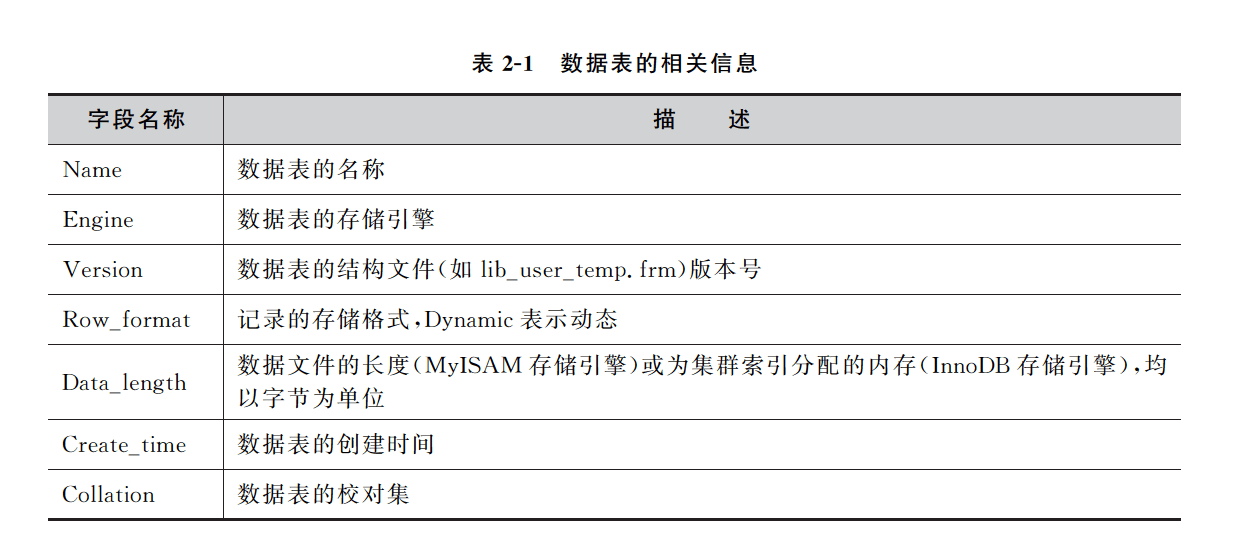 表 2-1 数据表的相关信息
字段名称 描 述
Name 数据表的名称
Engine 数据表的存储引擎
Version 数据表的结构文件(如 lib_user_temp.frm)版本号
Row_format 记录的存储格式,Dynamic 表示动态
Data_length 数据文件的长度(MyISAM 存储引擎)或为集群索引分配的内存(InnoDB 存储引擎),均
以字节为单位
Create_time 数据表的创建时间
Collation 数据表的校对集